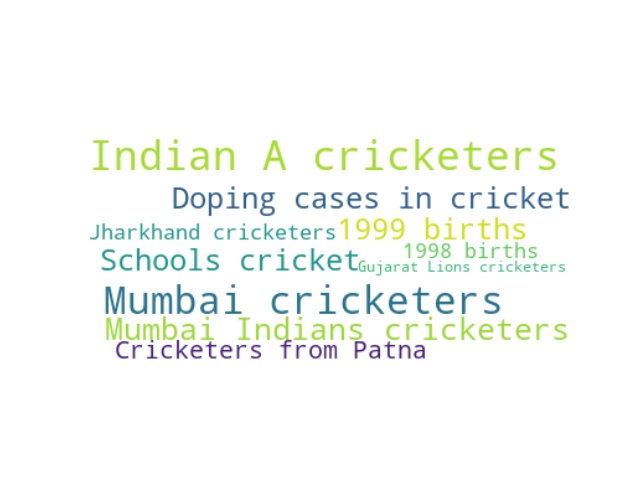 Indian A cricketers
Doping cases in cricket
Jharkhand cricketers
1999 births
1998 births
Schools cricket
Gujarat Lions cricketers
Mumbai cricketers
Mumbai Indians cricketers
Cricketers from Patna